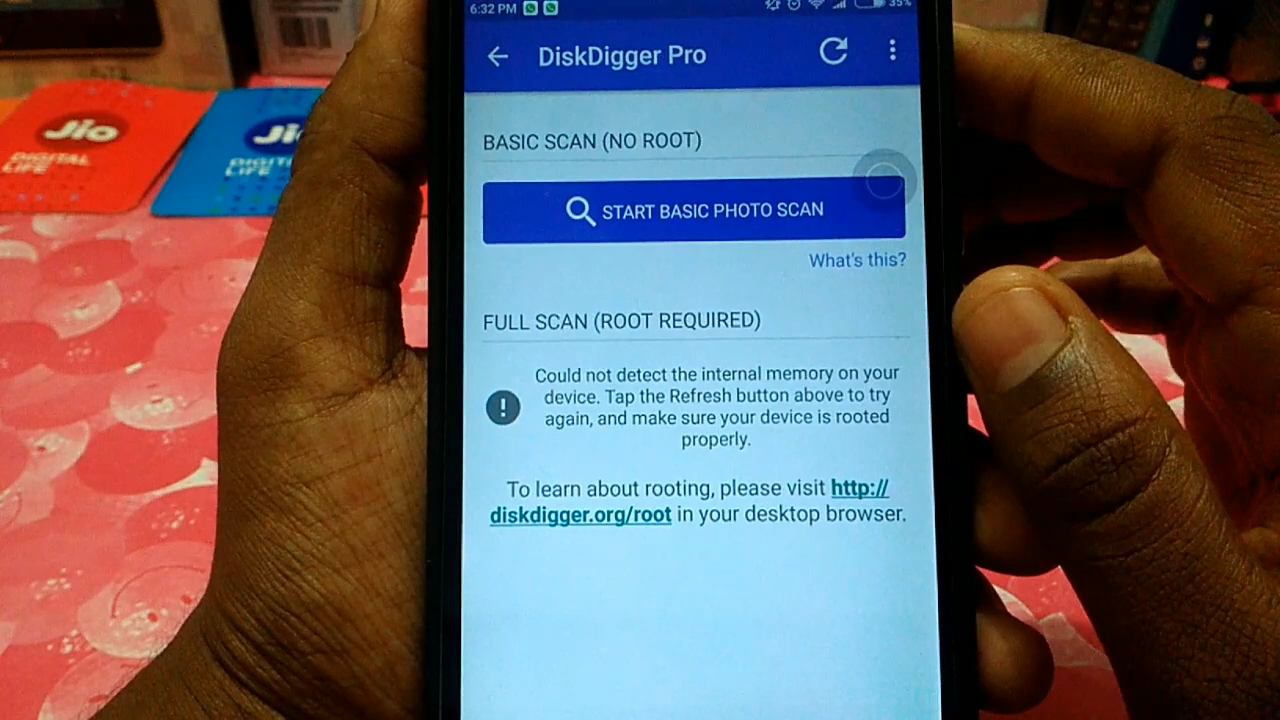 6:32 PM
35%
DiskDigger Pro
Jio
DIGITAL
LIFE
BASIC SCAN (NO ROOT)
START BASIC PHOTO SCAN
What's this?
FULL SCAN (ROOT REQUIRED)
Could not detect the internal memory on your
device. Tap the Refresh button above to try
again, and make sure your device is rooted
properly.
To learn about rooting, please visit http://
diskdigger.org/root in your desktop browser.